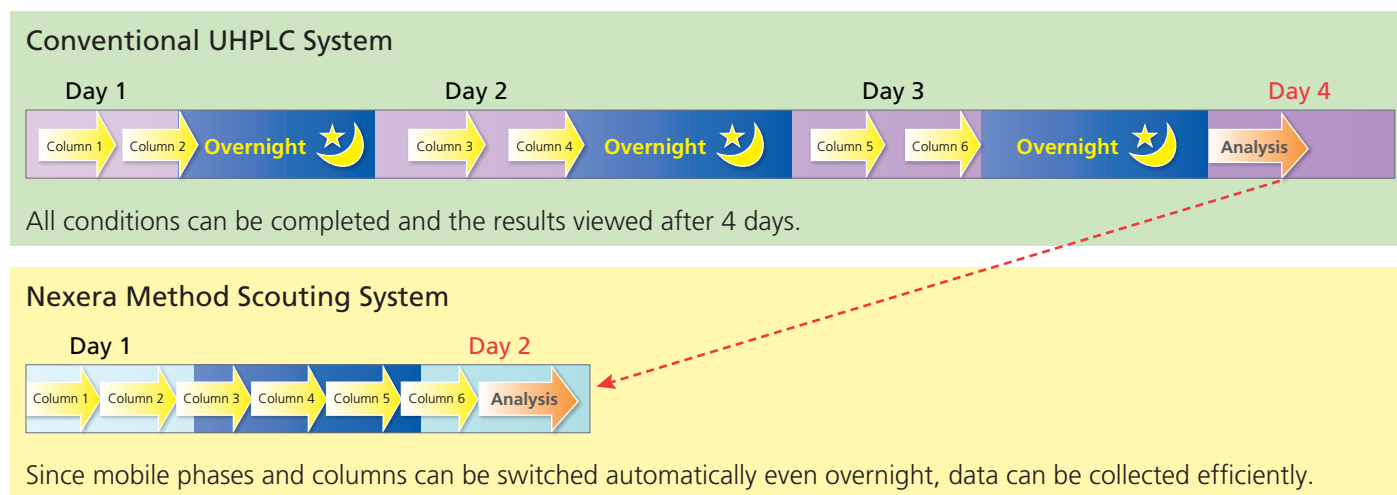 Conventional UHPLC System
Day 1 Day 2 Day 3 Day 4
Column 1 Column 2 Overnight Column 3 Column 4 Overnight Column 5 Column 6 Overnight Analysis
All conditions can be completed and the results viewed after 4 days.
Nexera Method Scouting System
Day 1 Day 2
Column 1 Column 2 Column 3 Column 4 Column 5 Column 6 Analysis
Since mobile phases and columns can be switched automatically even overnight, data can be collected efficiently.